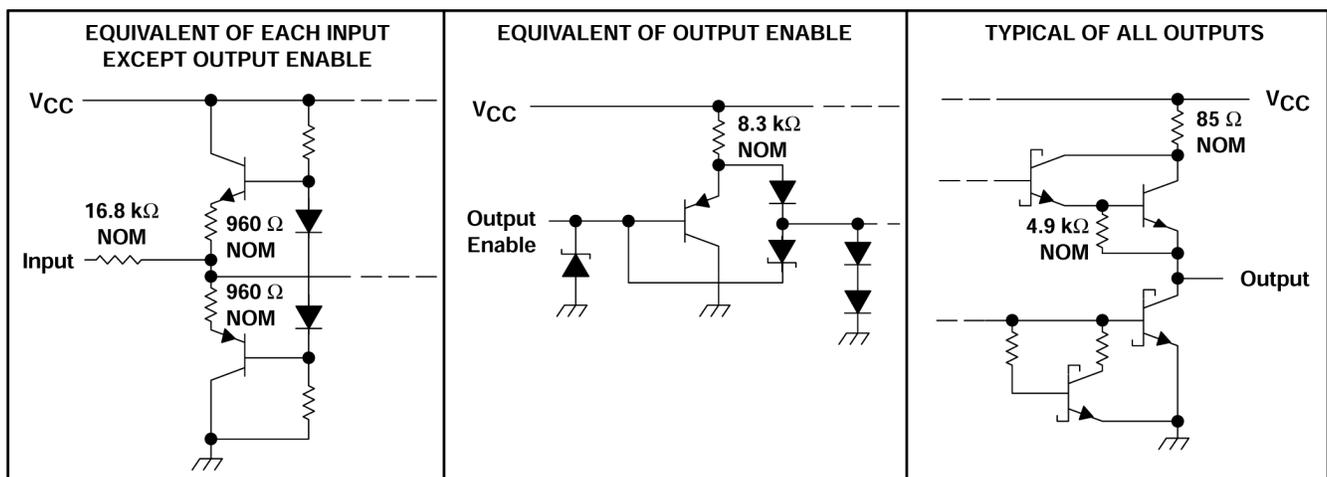 EQUIVALENT OF EACH INPUT
EXCEPT OUTPUT ENABLE
VCC
16.8 kΩ
NOM
960 Ω
NOM
Input
960 Ω
NOM
EQUIVALENT OF OUTPUT ENABLE
VCC
8.3 kΩ
NOM
Output
Enable
TYPICAL OF ALL OUTPUTS
VCC
85 Ω
NOM
4.9 kΩ
NOM
Output